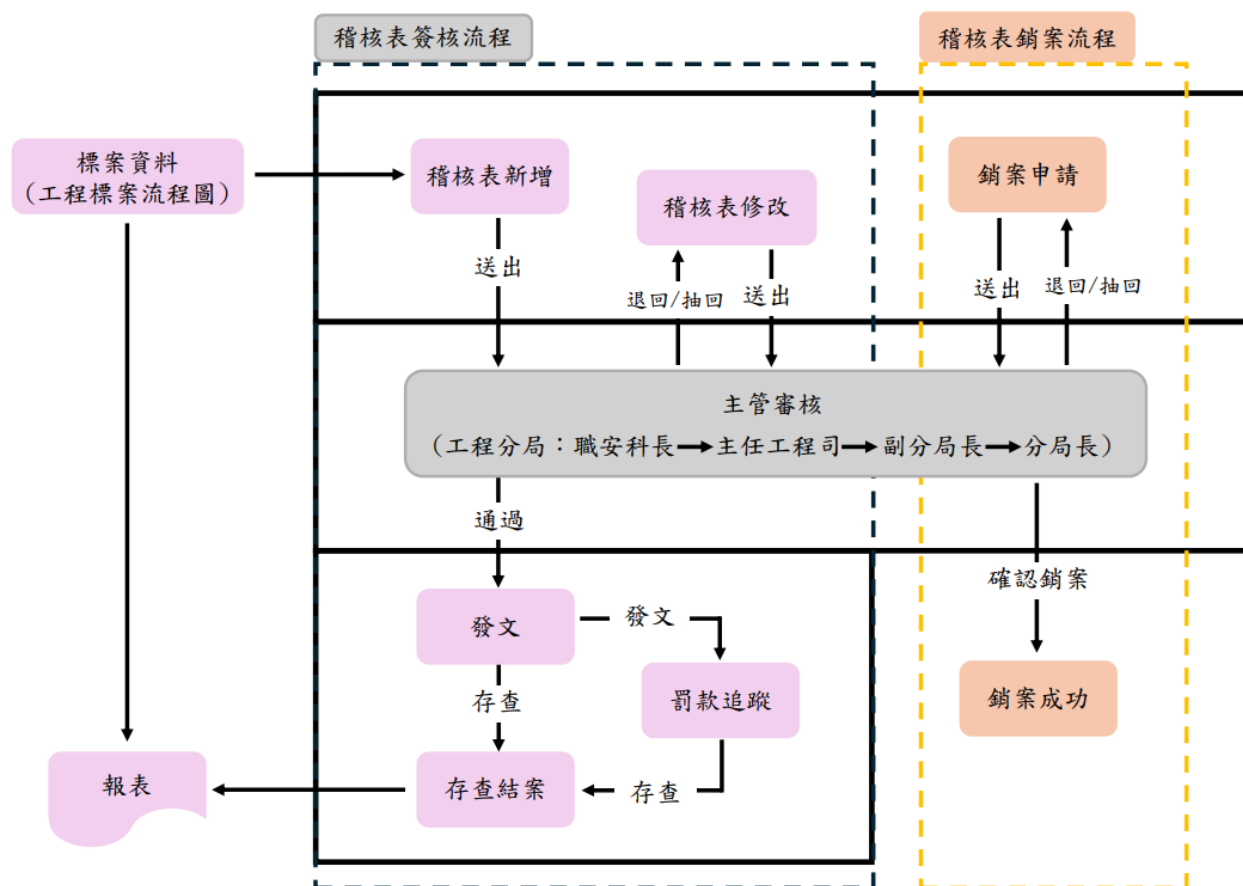 稽核表簽核流程
稽核表銷案流程
標案資料
（工程標案流程圖）
稽核表新增
稽核表修改
銷案申請
送出
退回/抽回
送出
送出
退回/抽回
主管審核
（工程分局：職安科長→主任工程司→副分局長→分局長）
通過
確認銷案
發文
發文
罰款追蹤
銷案成功
存查
報表
存查結案
存查